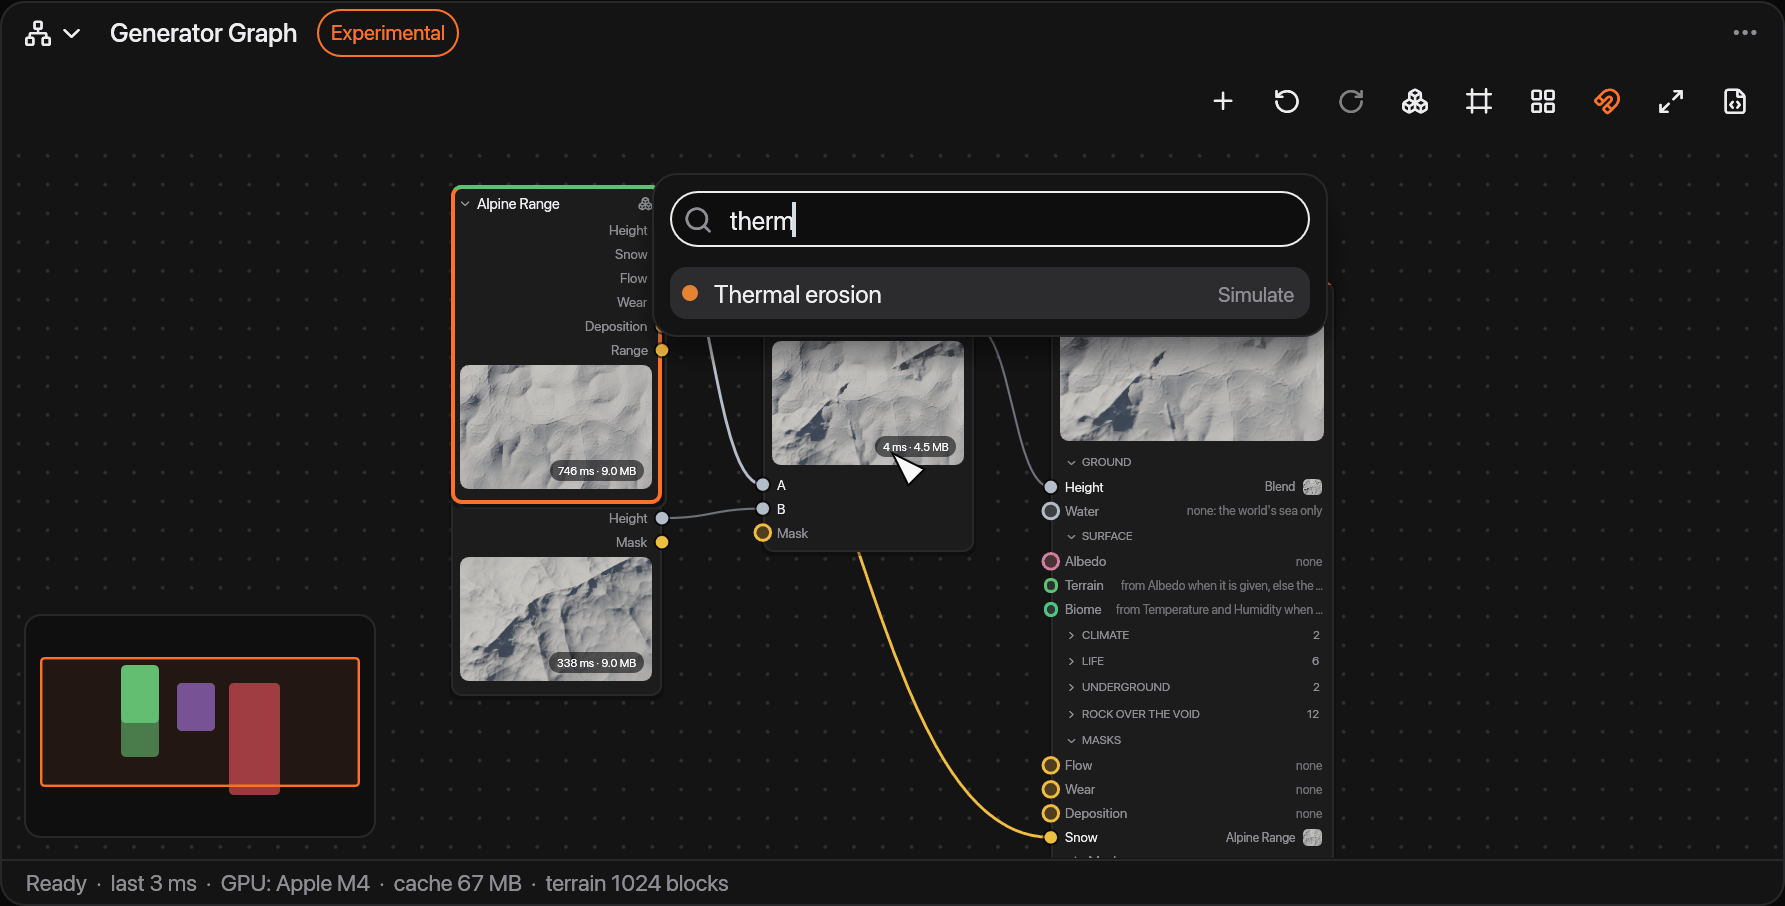 Generator Graph
Experimental
therm
Thermal erosion
Simulate
Alpine Range
Height
Snow
Flow
Wear
Deposition
Range
746 ms · 9.0 MB
Height
Mask
338 ms · 9.0 MB
4 ms · 4.5 MB
A
B
Mask
GROUND
Height Blend
Water none: the world's sea only
SURFACE
Albedo none
Terrain from Albedo when it is given, else the ...
Biome from Temperature and Humidity when ...
CLIMATE 2
LIFE 6
UNDERGROUND 2
ROCK OVER THE VOID 12
MASKS
Flow none
Wear none
Deposition none
Snow Alpine Range
Ready · last 3 ms · GPU: Apple M4 · cache 67 MB · terrain 1024 blocks